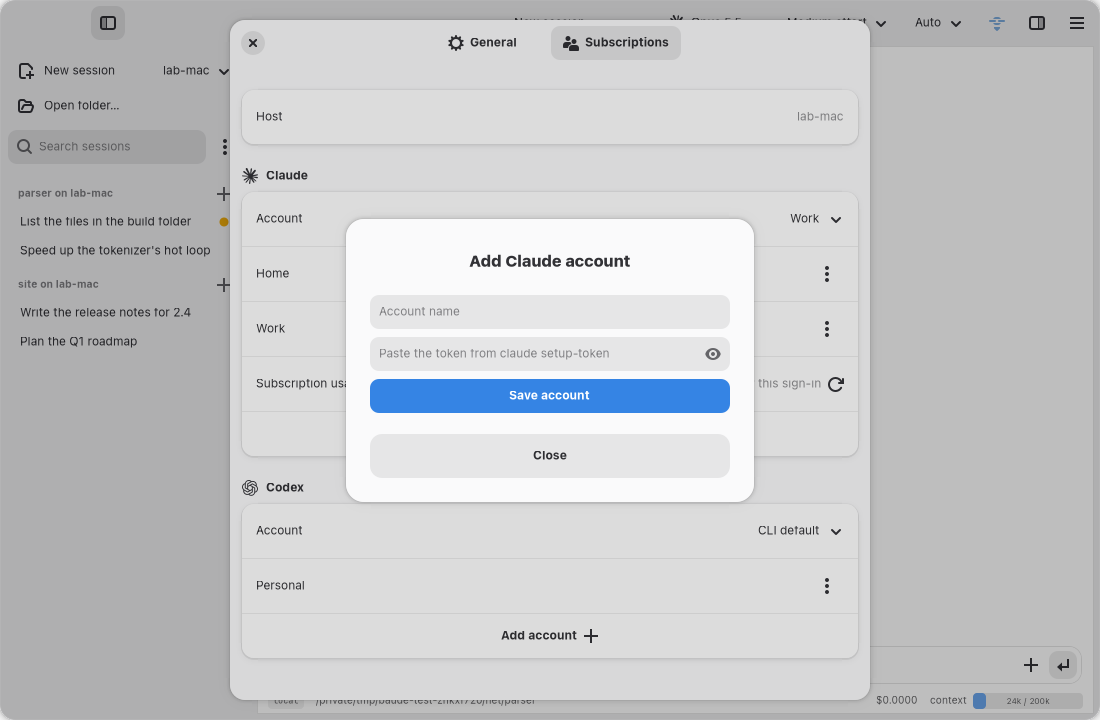 Auto
General
Subscriptions
New session
lab-mac
Open folder...
Search sessions
parser on lab-mac
List the files in the build folder
Speed up the tokenizer's hot loop
site on lab-mac
Write the release notes for 2.4
Plan the Q1 roadmap
Host
lab-mac
Claude
Account
Work
Home
Work
this sign-in
Add Claude account
Account name
Paste the token from claude setup-token
Save account
Close
Codex
Account
CLI default
Personal
Add account
$0.0000
context
24k / 200k